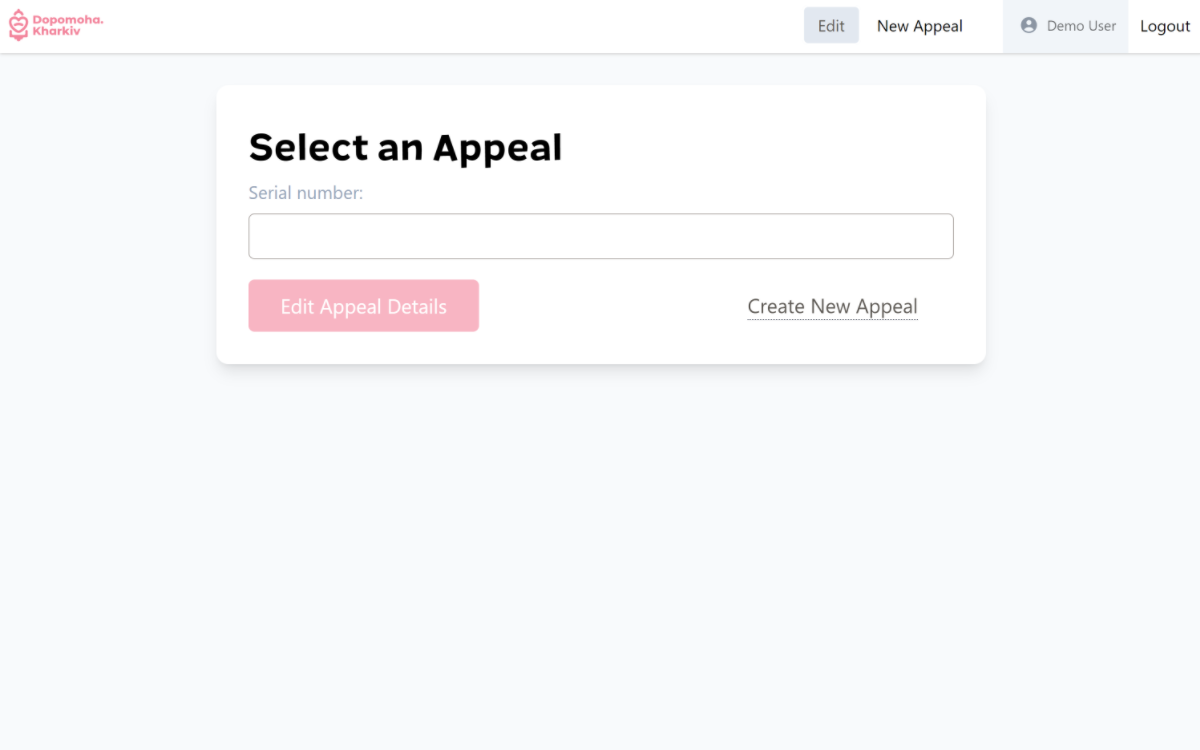 Dopomoha.
Kharkiv
Edit
New Appeal
Demo User
Logout
Select an Appeal
Serial number:
Edit Appeal Details
Create New Appeal